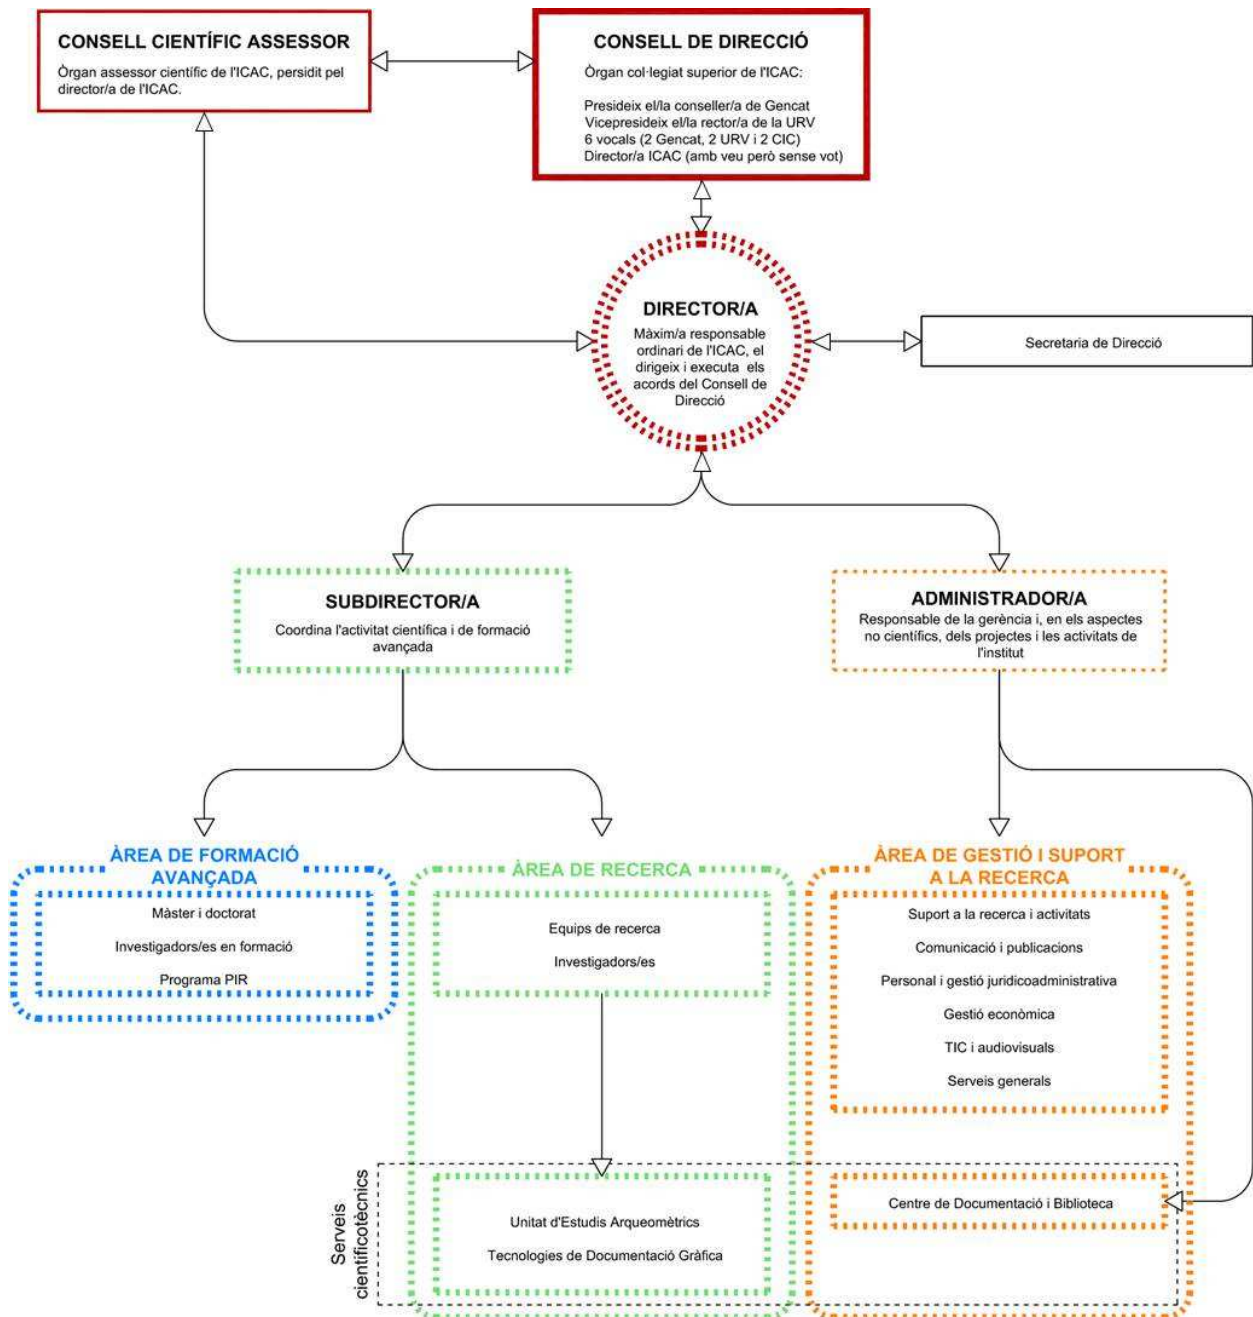 CONSELL CIENTÍFIC ASSESSOR
Òrgan assessor científic de l'ICAC, persidit pel
director/a de l'ICAC.
CONSELL DE DIRECCIÓ
Òrgan col·legiat superior de l'ICAC:
Presideix el/la conseller/a de Gencat
Vicepresideix el/la rector/a de la URV
6 vocals (2 Gencat, 2 URV i 2 CIC)
Director/a ICAC (amb veu però sense vot)
DIRECTOR/A
Màxim/a responsable
ordinari de l'ICAC, el
dirigeix i executa els
acords del Consell de
Direcció
Secretaria de Direcció
SUBDIRECTOR/A
Coordina l'activitat científica i de formació
avançada
ADMINISTRADOR/A
Responsable de la gerència i, en els aspectes
no científics, dels projectes i les activitats de
l'institut
ÀREA DE FORMACIÓ
AVANÇADA
Màster i doctorat
Investigadors/es en formació
Programa PIR
ÀREA DE RECERCA
Equips de recerca
Investigadors/es
ÀREA DE GESTIÓ I SUPORT
A LA RECERCA
Suport a la recerca i activitats
Comunicació i publicacions
Personal i gestió juridicoadministrativa
Gestió econòmica
TIC i audiovisuals
Serveis generals
Serveis
científicotècnics
Unitat d'Estudis Arqueomètrics
Tecnologies de Documentació Gràfica
Centre de Documentació i Biblioteca